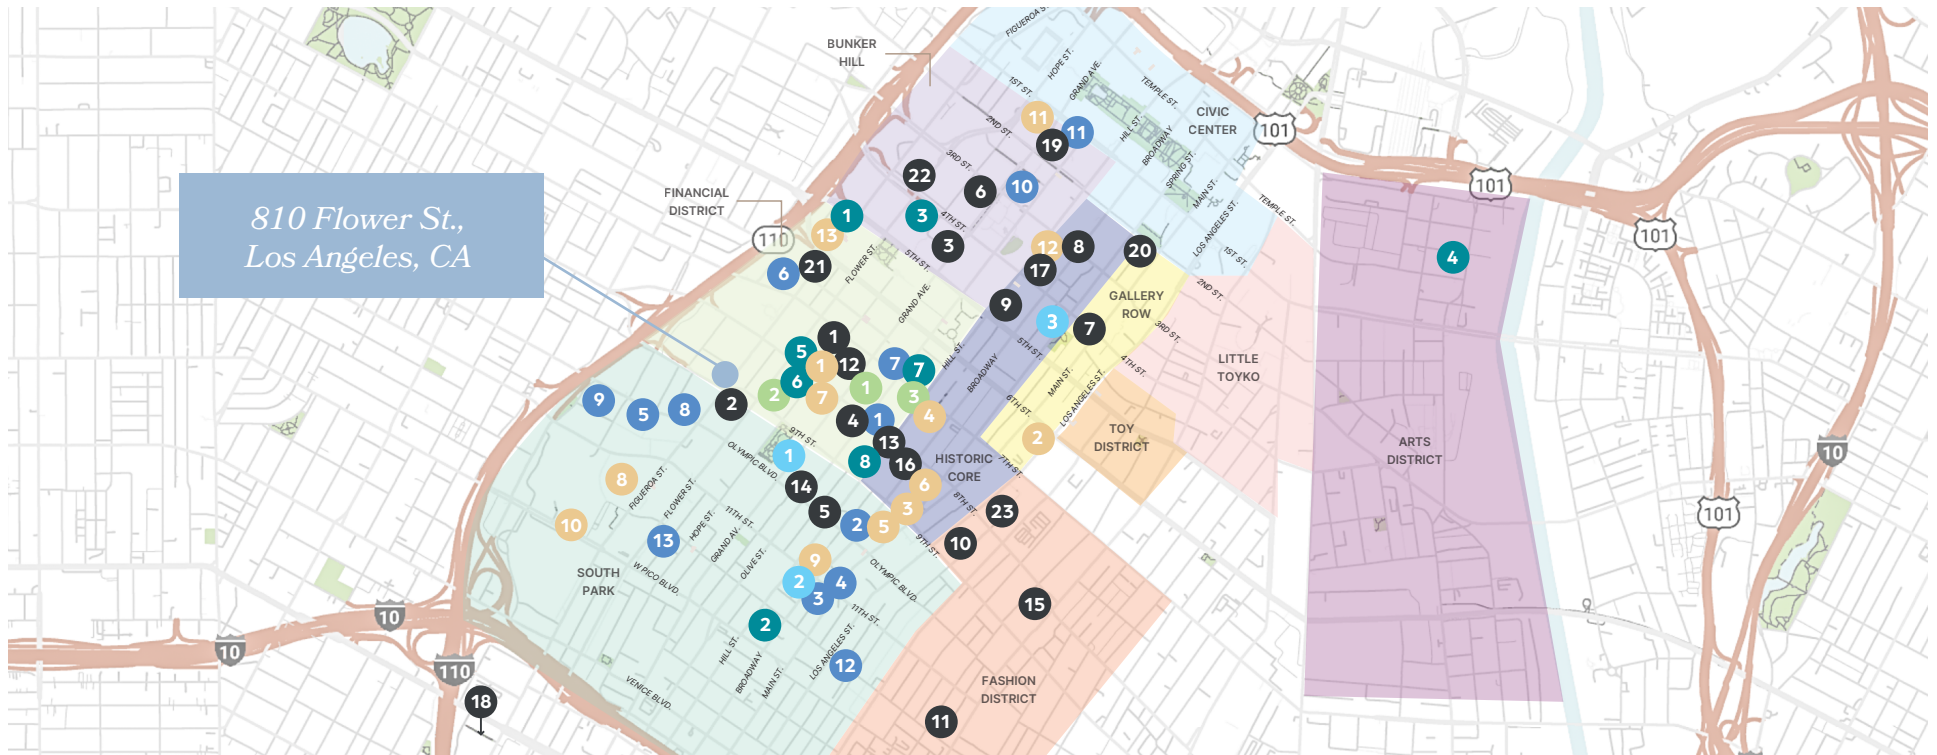 FIGUEROA ST.
BUNKER
HILL
HOPE ST.
GRAND AVE.
1ST ST.
TEMPLE ST.
CIVIC
CENTER
101
11
11
19
2ND ST.
HILL ST.
BROADWAY
SPRING ST.
MAIN ST.
LOS ANGELES ST.
TEMPLE ST.
1ST ST.
3RD ST.
22
6
10
101
101
FINANCIAL
DISTRICT
810 Flower St.,
Los Angeles, CA
1
13
110
3
4TH ST.
3
12
8
17
20
4
6
21
FLOWER ST.
5TH ST.
GRAND AVE.
2ND ST.
9
GALLERY
ROW
3
7
5TH ST.
3RD ST.
4TH ST.
LITTLE
TOYKO
1
5
1
12
7
7
6
2
7
1
3
4
HILL ST.
BROADWAY
MAIN ST.
LOS ANGELES ST.
6TH ST.
9
5
8
2
4
1
13
8
16
9TH ST.
OLYMPIC BLVD.
1
HISTORIC
CORE
2
7TH ST.
TOY
DISTRICT
ARTS
DISTRICT
10
101
8
FIGUEROA ST.
FLOWER ST.
14
6
3
8TH ST.
23
10
5
2
5
10
13
HOPE ST.
11TH ST.
GRAND AV.
OLIVE ST.
9TH ST.
SOUTH
PARK
W PICO BLVD.
9
2
4
3
OLYMPIC BLVD.
11TH ST.
15
10
10
110
2
HILL ST.
BROADWAY
MAIN ST.
LOS ANGELES ST.
12
VENICE BLVD.
18
FASHION
DISTRICT
11